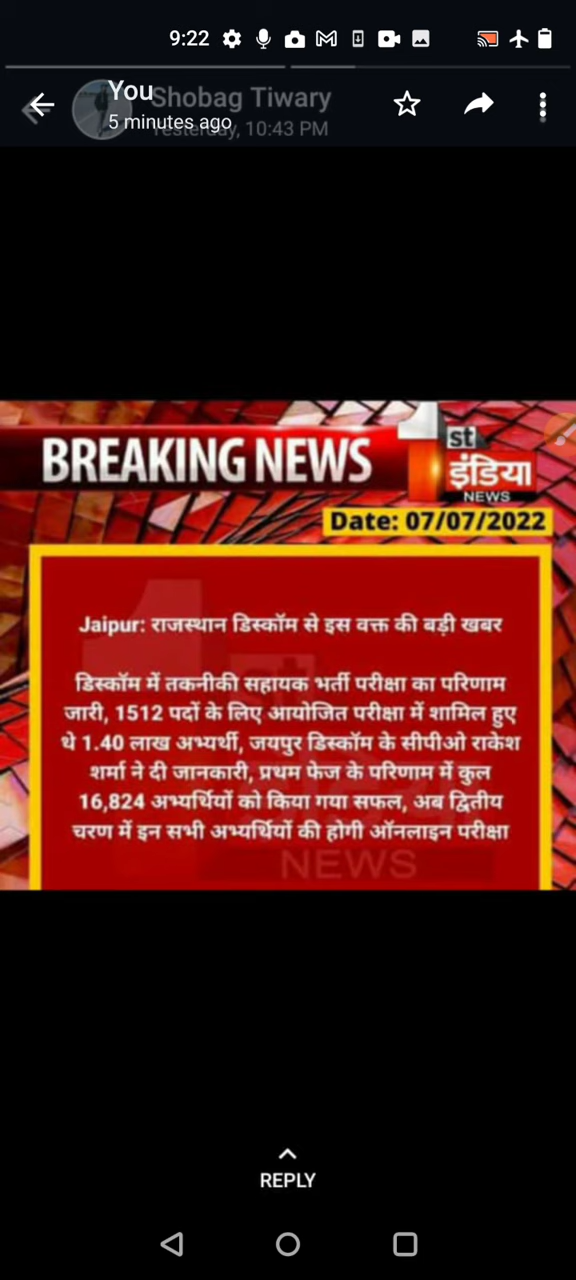 9:22
You
Shobag Tiwary
5 minutes ago
Yesterday, 10:43 PM
BREAKING NEWS
1st
इंडिया
NEWS
Date: 07/07/2022
Jaipur: राजस्थान डिस्कॉम से इस वक्त की बड़ी खबर
डिस्कॉम में तकनीकी सहायक भर्ती परीक्षा का परिणाम
जारी, 1512 पदों के लिए आयोजित परीक्षा में शामिल हुए
थे 1.40 लाख अभ्यर्थी, जयपुर डिस्कॉम के सीपीओ राकेश
शर्मा ने दी जानकारी, प्रथम फेज के परिणाम में कुल
16,824 अभ्यर्थियों को किया गया सफल, अब द्वितीय
चरण में इन सभी अभ्यर्थियों की होगी ऑनलाइन परीक्षा
NEWS
REPLY